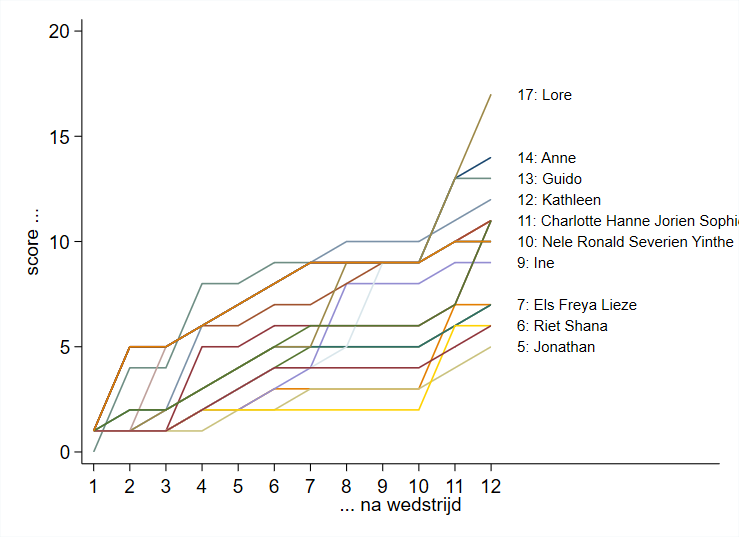 20
15
10
5
0
score ...
17: Lore
14: Anne
13: Guido
12: Kathleen
11: Charlotte Hanne Jorien Sophi
10: Nele Ronald Severien Yinthe
9: Ine
7: Els Freya Lieze
6: Riet Shana
5: Jonathan
1 2 3 4 5 6 7 8 9 10 11 12
... na wedstrijd